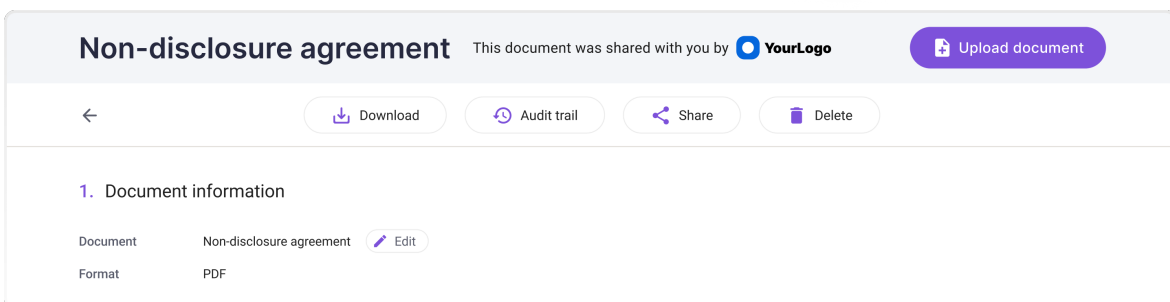 Non-disclosure agreement This document was shared with you by YourLogo Upload document
Download Audit trail Share Delete
1. Document information
Document Non-disclosure agreement Edit
Format PDF